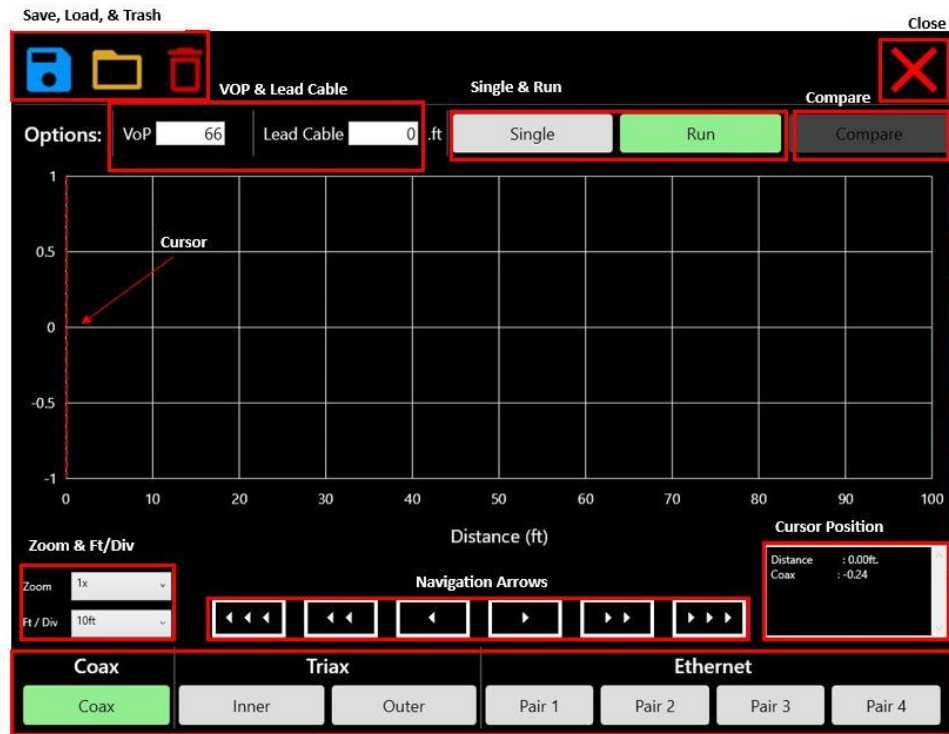 Save, Load, & Trash
Close
VOP & Lead Cable
Single & Run
Compare
Options:
VoP 66
Lead Cable 0 .ft
Single
Run
Compare
1
0.5
0
-0.5
-1
Cursor
0 10 20 30 40 50 60 70 80 90 100
Distance (ft)
Zoom & Ft/Div
Cursor Position
Zoom 1x
Ft / Div 10ft
Navigation Arrows
Distance : 0.00ft.
Coax : -0.24
Coax
Triax
Ethernet
Coax
Inner
Outer
Pair 1
Pair 2
Pair 3
Pair 4